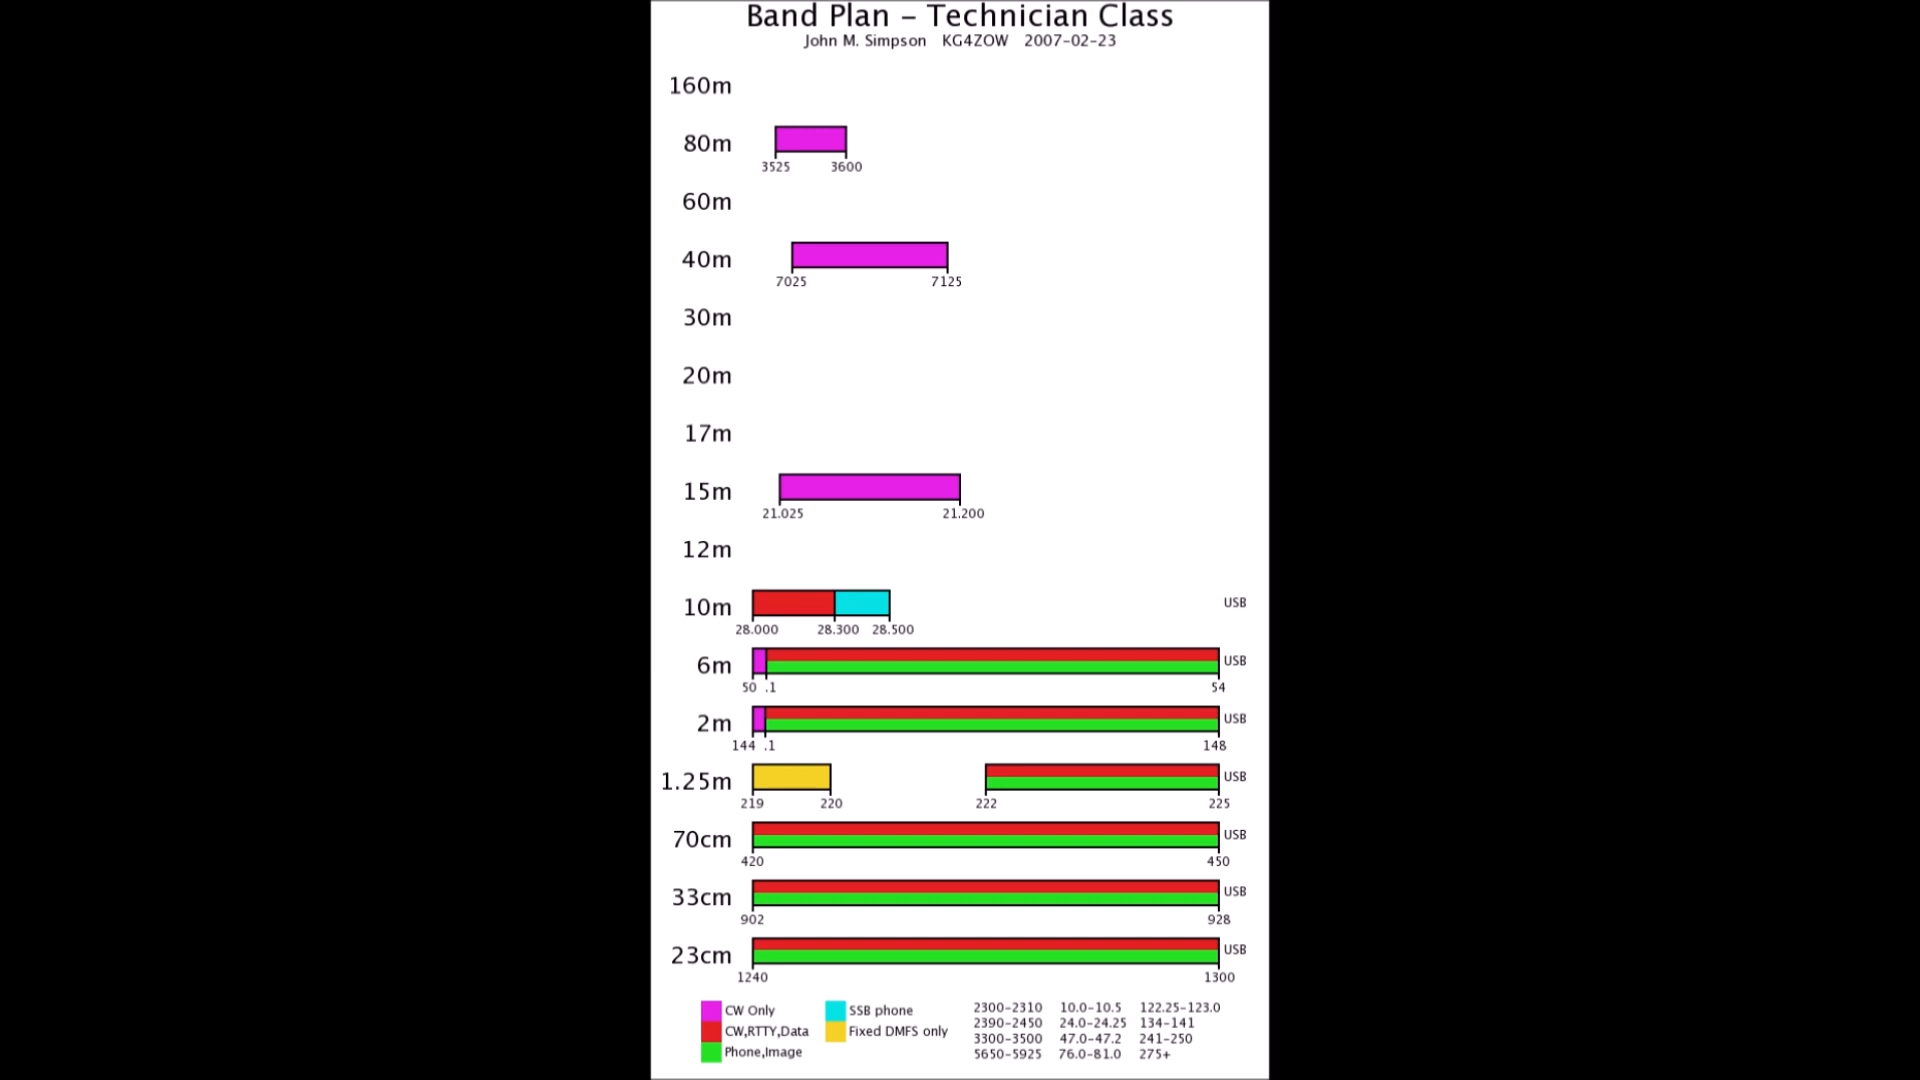 Band Plan – Technician Class
John M. Simpson KG4ZOW 2007-02-23
160m
80m
3525 3600
60m
40m
7025 7125
30m
20m
17m
15m
21.025 21.200
12m
10m USB
28.000 28.300 28.500
6m USB
50 .1 54
2m USB
144 .1 148
1.25m USB
219 220 222 225
70cm USB
420 450
33cm USB
902 928
23cm USB
1240 1300
CW Only SSB phone 2300-2310 10.0-10.5 122.25-123.0
CW,RTTY,Data Fixed DMFS only 2390-2450 24.0-24.25 134-141
3300-3500 47.0-47.2 241-250
Phone,Image 5650-5925 76.0-81.0 275+